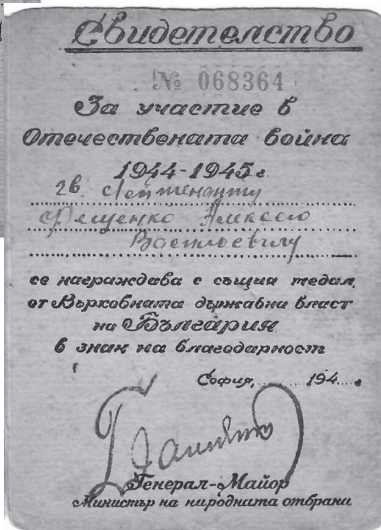 Свидетелство
№ 068364
За участие в
Отечествената война
1944-1945 г
гв. Лейтенанту
Фещенко Алексею
Васильевичу
се награждава с същия медал,
от Върховната държавна власт
на България
в знак на благодарност
София, 194 г.
Генерал-Майор
Министър на народната отбрана